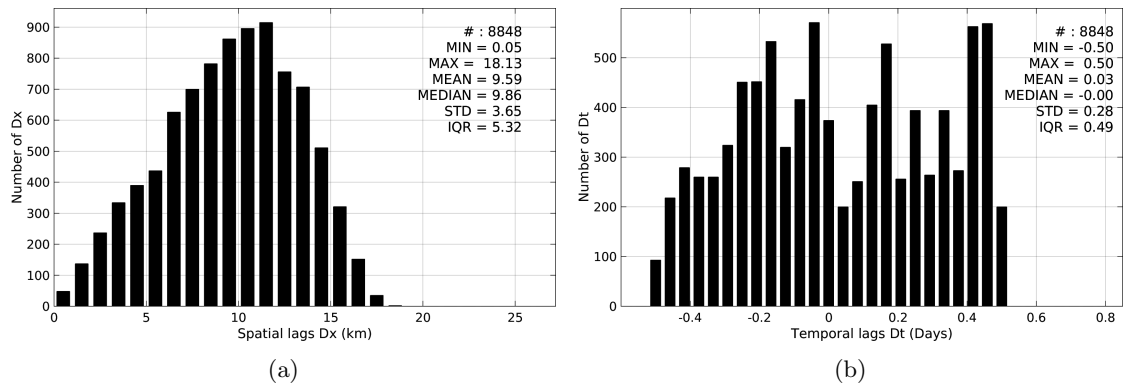 900
800
700
600
500
400
300
200
100
0
Number of Dx
# : 8848
MIN = 0.05
MAX = 18.13
MEAN = 9.59
MEDIAN = 9.86
STD = 3.65
IQR = 5.32
0 5 10 15 20 25
Spatial lags Dx (km)
(a)
500
400
300
200
100
0
Number of Dt
# : 8848
MIN = -0.50
MAX = 0.50
MEAN = 0.03
MEDIAN = -0.00
STD = 0.28
IQR = 0.49
-0.4 -0.2 0 0.2 0.4 0.6 0.8
Temporal lags Dt (Days)
(b)